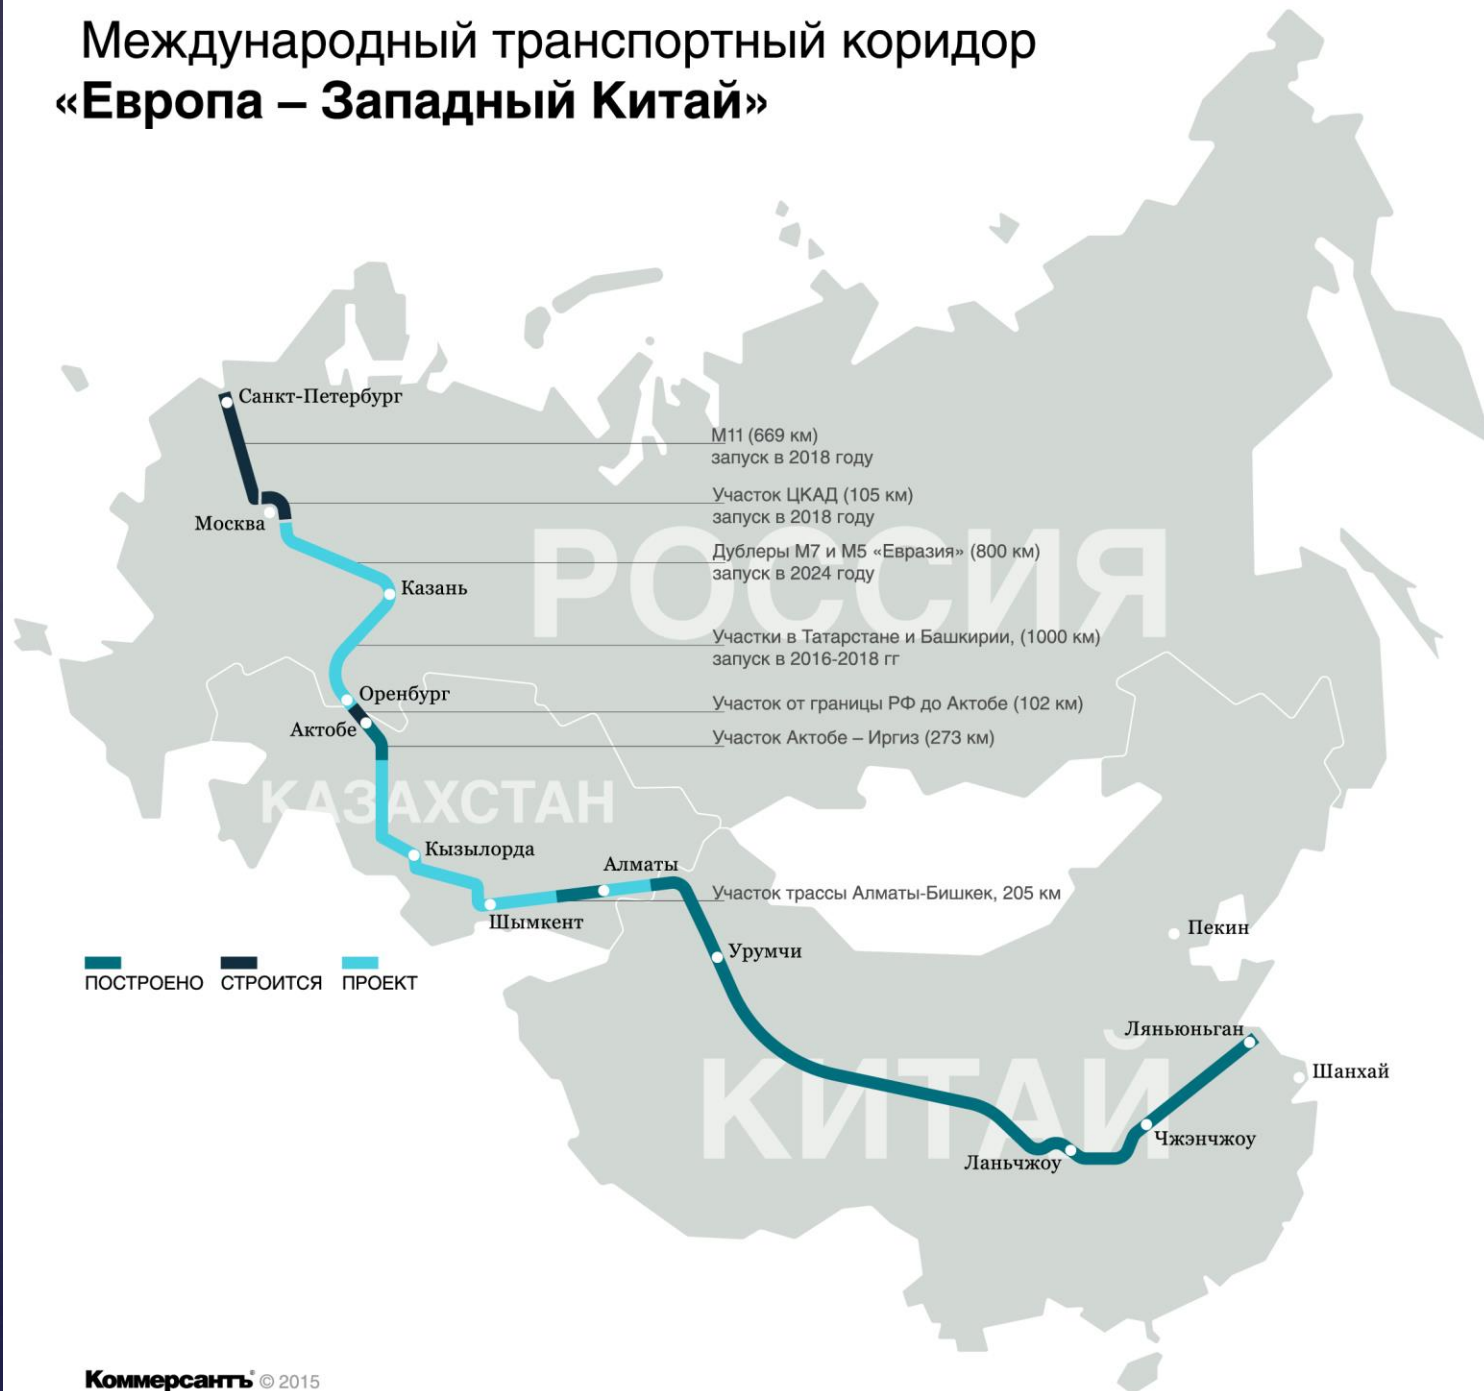 Международный транспортный коридор
«Европа – Западный Китай»
Санкт-Петербург
М11 (669 км)
запуск в 2018 году
Участок ЦКАД (105 км)
запуск в 2018 году
Москва
РОССИЯ
Дублеры М7 и М5 «Евразия» (800 км)
запуск в 2024 году
Казань
Участки в Татарстане и Башкирии, (1000 км)
запуск в 2016-2018 гг
Оренбург
Участок от границы РФ до Актобе (102 км)
Актобе
Участок Актобе – Иргиз (273 км)
КАЗАХСТАН
Кызылорда
Алматы
Участок трассы Алматы-Бишкек, 205 км
Шымкент
Пекин
Урумчи
ПОСТРОЕНО СТРОИТСЯ ПРОЕКТ
Ляньюньган
Шанхай
КИТАЙ
Чжэнчжоу
Ланьчжоу
Коммерсантъ® © 2015